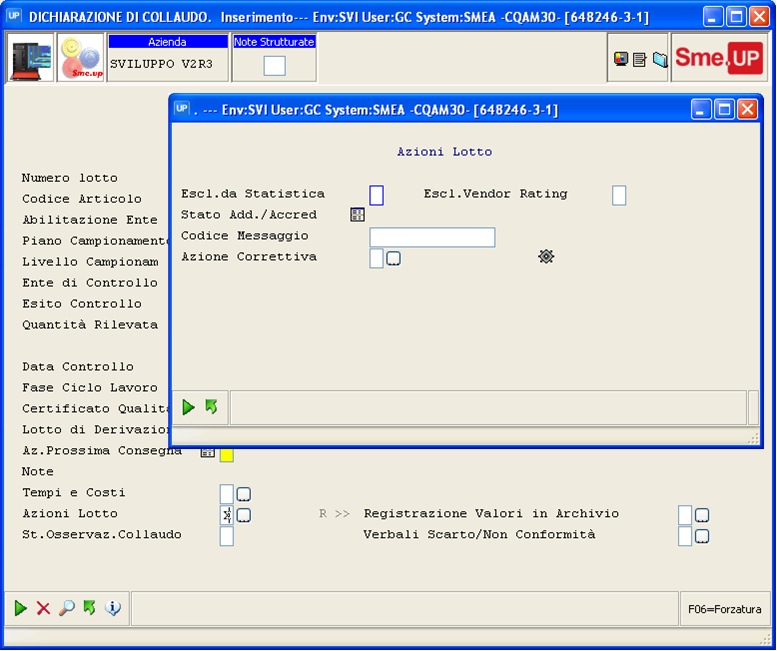 UP DICHIARAZIONE DI COLLAUDO. Inserimento--- Env:SVI User:GC System:SMEA -CQAM30- [648246-3-1]
Sme.up
Azienda
SVILUPPO V2R3
Note Strutturate
Sme.UP
UP . --- Env:SVI User:GC System:SMEA -CQAM30- [648246-3-1]
Azioni Lotto
Escl.da Statistica Escl.Vendor Rating
Stato Add./Accred
Codice Messaggio
Azione Correttiva
Numero lotto
Codice Articolo
Abilitazione Ente
Piano Campionamento
Livello Campionam
Ente di Controllo
Esito Controllo
Quantità Rilevata
Data Controllo
Fase Ciclo Lavoro
Certificato Qualità
Lotto di Derivazion
Az.Prossima Consegna
Note
Tempi e Costi
Azioni Lotto R >> Registrazione Valori in Archivio
St.Osservaz.Collaudo Verbali Scarto/Non Conformità
F06=Forzatura